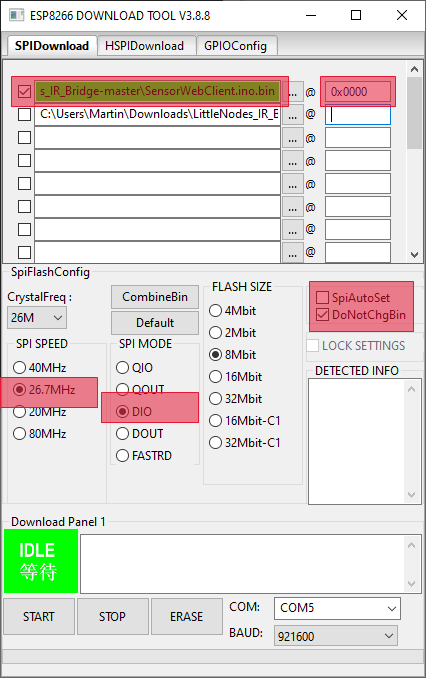 ESP8266 DOWNLOAD TOOL V3.8.8
SPIDownload HSPIDownload GPIOConfig
s_IR_Bridge-master\SensorWebClient.ino.bin ... @ 0x0000
C:\Users\Martin\Downloads\LittleNodes_IR_E ... @
... @
... @
... @
... @
... @
... @
SpiFlashConfig
CrystalFreq :
26M
CombineBin
Default
SPI SPEED
40MHz
26.7MHz
20MHz
80MHz
SPI MODE
QIO
QOUT
DIO
DOUT
FASTRD
FLASH SIZE
4Mbit
2Mbit
8Mbit
16Mbit
32Mbit
16Mbit-C1
32Mbit-C1
SpiAutoSet
DoNotChgBin
LOCK SETTINGS
DETECTED INFO
Download Panel 1
IDLE
等待
START STOP ERASE
COM: COM5
BAUD: 921600